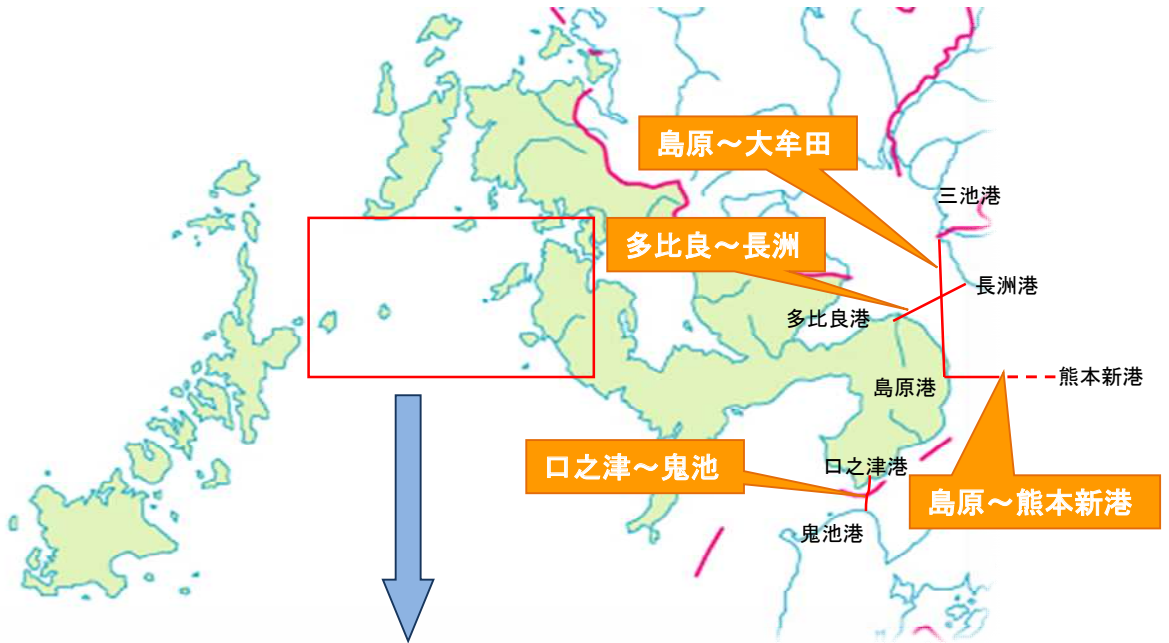 島原～大牟田
三池港
多比良～長洲
長洲港
多比良港
熊本新港
島原港
口之津～鬼池
口之津港
島原～熊本新港
鬼池港